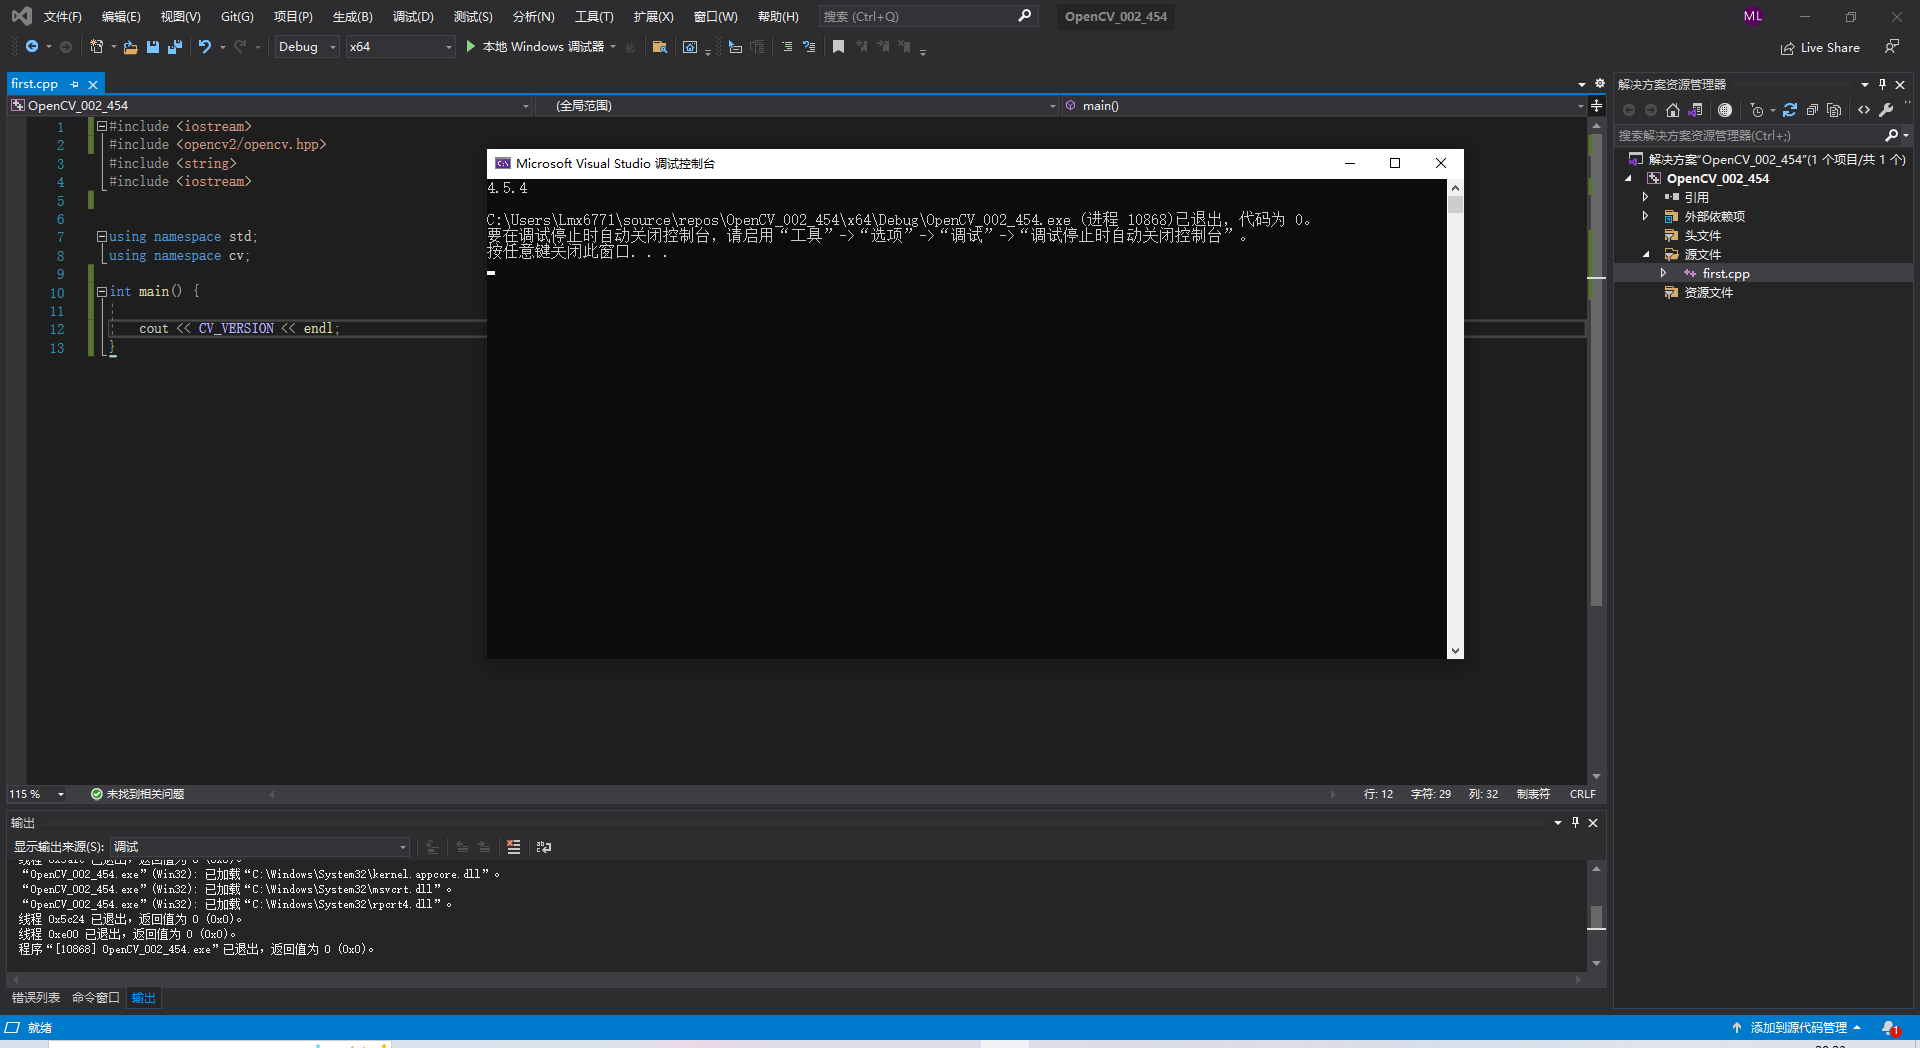 文件(F) 编辑(E) 视图(V) Git(G) 项目(P) 生成(B) 调试(D) 测试(S) 分析(N) 工具(T) 扩展(X) 窗口(W) 帮助(H) 搜索 (Ctrl+Q) OpenCV_002_454 ML
Debug x64 本地 Windows 调试器 Live Share
first.cpp
OpenCV_002_454 (全局范围) main()
1 #include <iostream>
2 #include <opencv2/opencv.hpp>
3 #include <string>
4 #include <iostream>
5
6
7 using namespace std;
8 using namespace cv;
9
10 int main() {
11
12 cout << CV_VERSION << endl;
13 }
Microsoft Visual Studio 调试控制台
4.5.4
C:\Users\Lmx6771\source\repos\OpenCV_002_454\x64\Debug\OpenCV_002_454.exe (进程 10868)已退出，代码为 0。
要在调试停止时自动关闭控制台，请启用“工具”->“选项”->“调试”->“调试停止时自动关闭控制台”。
按任意键关闭此窗口. . .
解决方案资源管理器
搜索解决方案资源管理器(Ctrl+;)
解决方案"OpenCV_002_454"(1 个项目/共 1 个)
OpenCV_002_454
引用
外部依赖项
头文件
源文件
first.cpp
资源文件
115 % 未找到相关问题 行: 12 字符: 29 列: 32 制表符 CRLF
输出
显示输出来源(S): 调试
“OpenCV_002_454.exe”(Win32): 已加载“C:\Windows\System32\kernel.appcore.dll”。
“OpenCV_002_454.exe”(Win32): 已加载“C:\Windows\System32\msvcrt.dll”。
“OpenCV_002_454.exe”(Win32): 已加载“C:\Windows\System32\rpcrt4.dll”。
线程 0x5c24 已退出，返回值为 0 (0x0)。
线程 0xe00 已退出，返回值为 0 (0x0)。
程序“[10868] OpenCV_002_454.exe”已退出，返回值为 0 (0x0)。
错误列表 命令窗口 输出
就绪 添加到源代码管理 1